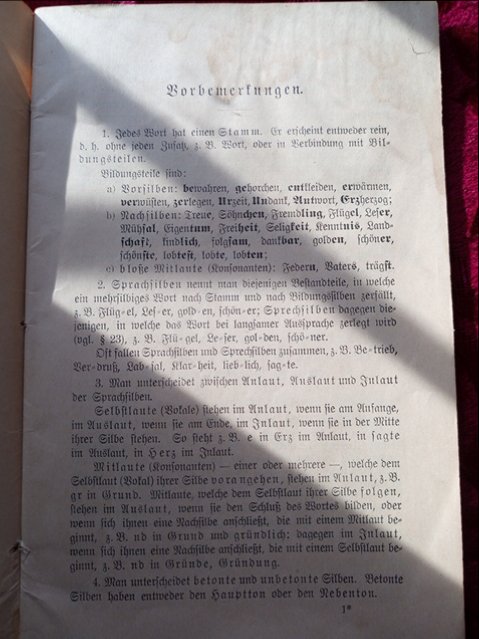 Vorbemerkungen.
1. Jedes Wort hat einen Stamm. Er erscheint entweder rein,
d. h. ohne jeden Zusatz, z. B. Wort, oder in Verbindung mit Bil-
dungsteilen.
Bildungsteile sind:
a) Vorsilben: bewahren, gehorchen, entkleiden, erwärmen,
verwüsten, zerlegen, Urzeit, Undank, Antwort, Erzherzog;
b) Nachsilben: Treue, Söhnchen, Fremdling, Flügel, Leser,
Mühsal, Eigentum, Freiheit, Seligkeit, Kenntnis, Land-
schaft, kindlich, folgsam, dankbar, golden, schöner,
schönste, lobtest, lobte, lobten;
c) bloße Mitlaute (Konsonanten): Federn, Vaters, trägst.
2. Sprachsilben nennt man diejenigen Bestandteile, in welche
ein mehrsilbiges Wort nach Stamm und nach Bildungssilben zerfällt,
z. B. Flüg-el, Les-er, gold-en, schön-er; Sprechsilben dagegen die-
jenigen, in welche das Wort bei langsamer Aussprache zerlegt wird
(vgl. § 23), z. B. Flü-gel, Le-ser, gol-den, schö-ner.
Oft fallen Sprachsilben und Sprechsilben zusammen, z. B. Be-trieb,
Ver-druß, Lab-sal, Klar-heit, lieb-lich, sag-te.
3. Man unterscheidet zwischen Anlaut, Auslaut und Inlaut
der Sprachsilben.
Selbstlaute (Vokale) stehen im Anlaut, wenn sie am Anfange,
im Auslaut, wenn sie am Ende, im Inlaut, wenn sie in der Mitte
ihrer Silbe stehen. So steht z. B. e in Erz im Anlaut, in sagte
im Auslaut, in Herz im Inlaut.
Mitlaute (Konsonanten) — einer oder mehrere —, welche dem
Selbstlaut (Vokal) ihrer Silbe vorangehen, stehen im Anlaut, z. B.
gr in Grund. Mitlaute, welche dem Selbstlaut ihrer Silbe folgen,
stehen im Auslaut, wenn sie den Schluß des Wortes bilden, oder
wenn sich ihnen eine Nachsilbe anschließt, die mit einem Mitlaut be-
ginnt, z. B. nd in Grund und gründlich: dagegen im Inlaut,
wenn sich ihnen eine Nachsilbe anschließt, die mit einem Selbstlaut be-
ginnt, z. B. nd in Gründe, Gründung.
4. Man unterscheidet betonte und unbetonte Silben. Betonte
Silben haben entweder den Hauptton oder den Nebenton.
1*